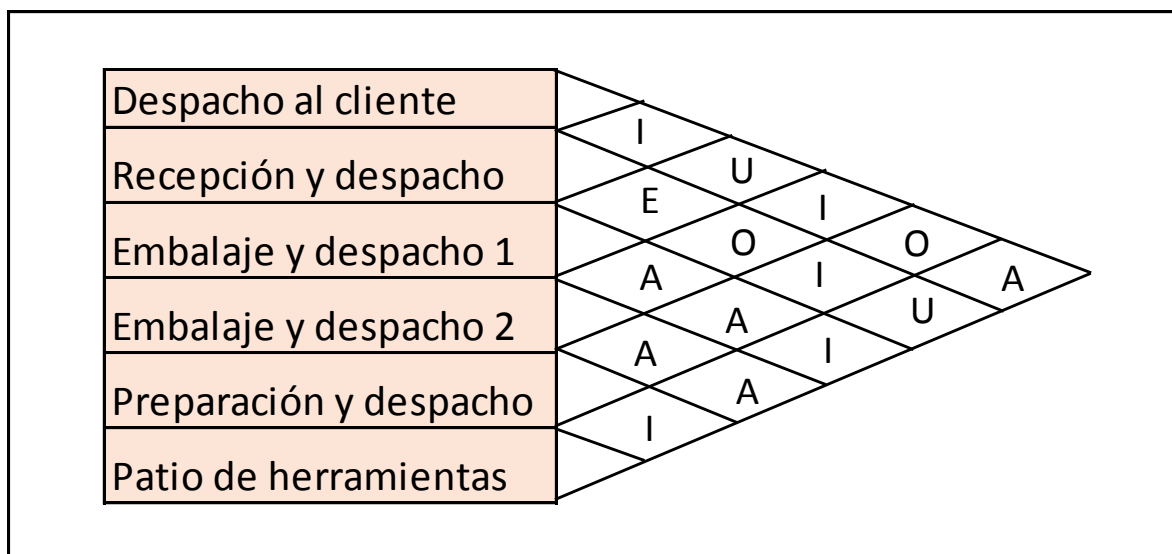 Despacho al cliente
I
Recepción y despacho
U
E
I
Embalaje y despacho 1
O
O
A
I
A
Embalaje y despacho 2
A
U
A
I
Preparación y despacho
A
I
Patio de herramientas